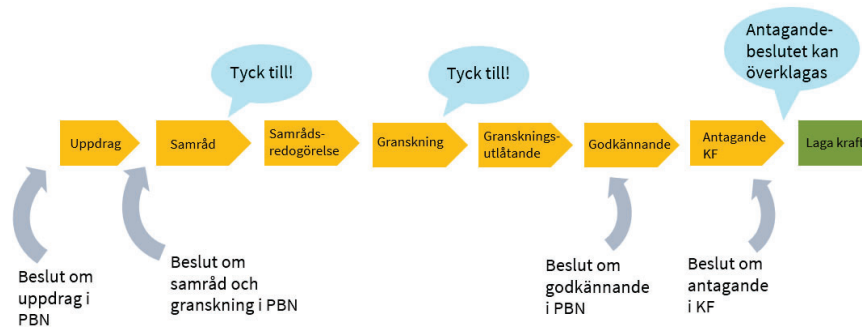 Tyck till!
Tyck till!
Antagande-
beslutet kan
överklagas
Uppdrag
Samråd
Samråds-
redogörelse
Granskning
Gransknings-
utlåtande
Godkännande
Antagande
KF
Laga kraft
Beslut om
uppdrag i
PBN
Beslut om
samråd och
granskning i PBN
Beslut om
godkännande
i PBN
Beslut om
antagande
i KF